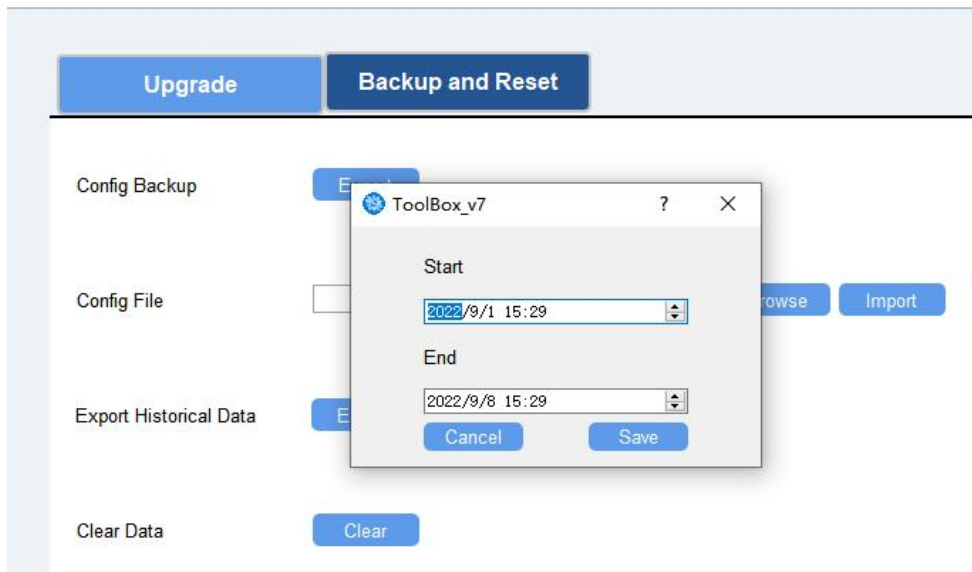 Upgrade
Backup and Reset
Config Backup
ToolBox_v7
?
Start
Config File
2022/9/1 15:29
Import
End
2022/9/8 15:29
Export Historical Data
Cancel
Save
Clear Data
Clear